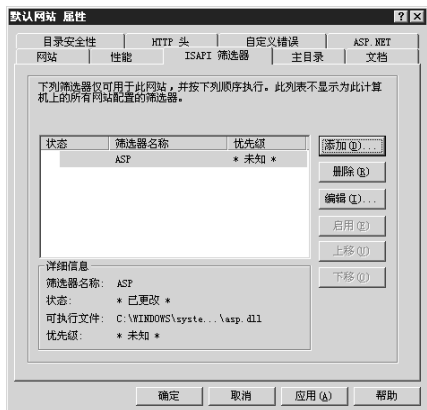 默认网站 属性
目录安全性 HTTP 头 自定义错误 ASP.NET
网站 性能 ISAPI 筛选器 主目录 文档
下列筛选器仅可用于此网站，并按下列顺序执行。此列表不显示为此计算
机上的所有网站配置的筛选器。
状态 筛选器名称 优先级
ASP * 未知 *
添加(D)...
删除(R)
编辑(I)...
启用(E)
上移(U)
下移(O)
详细信息
筛选器名称: ASP
状态: * 已更改 *
可执行文件: C:\WINDOWS\syste...\asp.dll
优先级: * 未知 *
确定 取消 应用(A) 帮助